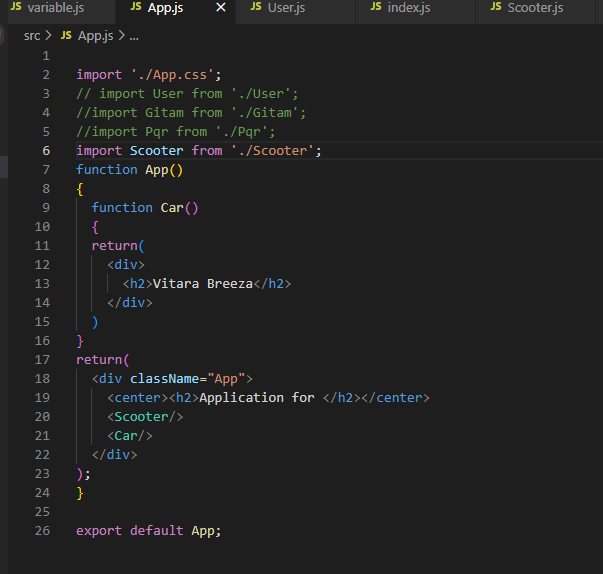 JS variable.js JS App.js × JS User.js JS index.js JS Scooter.js
src > JS App.js > ...
1
2 import './App.css';
3 // import User from './User';
4 //import Gitam from './Gitam';
5 //import Pqr from './Pqr';
6 import Scooter from './Scooter';
7 function App()
8 {
9   function Car()
10   {
11   return(
12     <div>
13       <h2>Vitara Breeza</h2>
14     </div>
15   )
16 }
17 return(
18   <div className="App">
19     <center><h2>Application for </h2></center>
20     <Scooter/>
21     <Car/>
22   </div>
23 );
24 }
25
26 export default App;